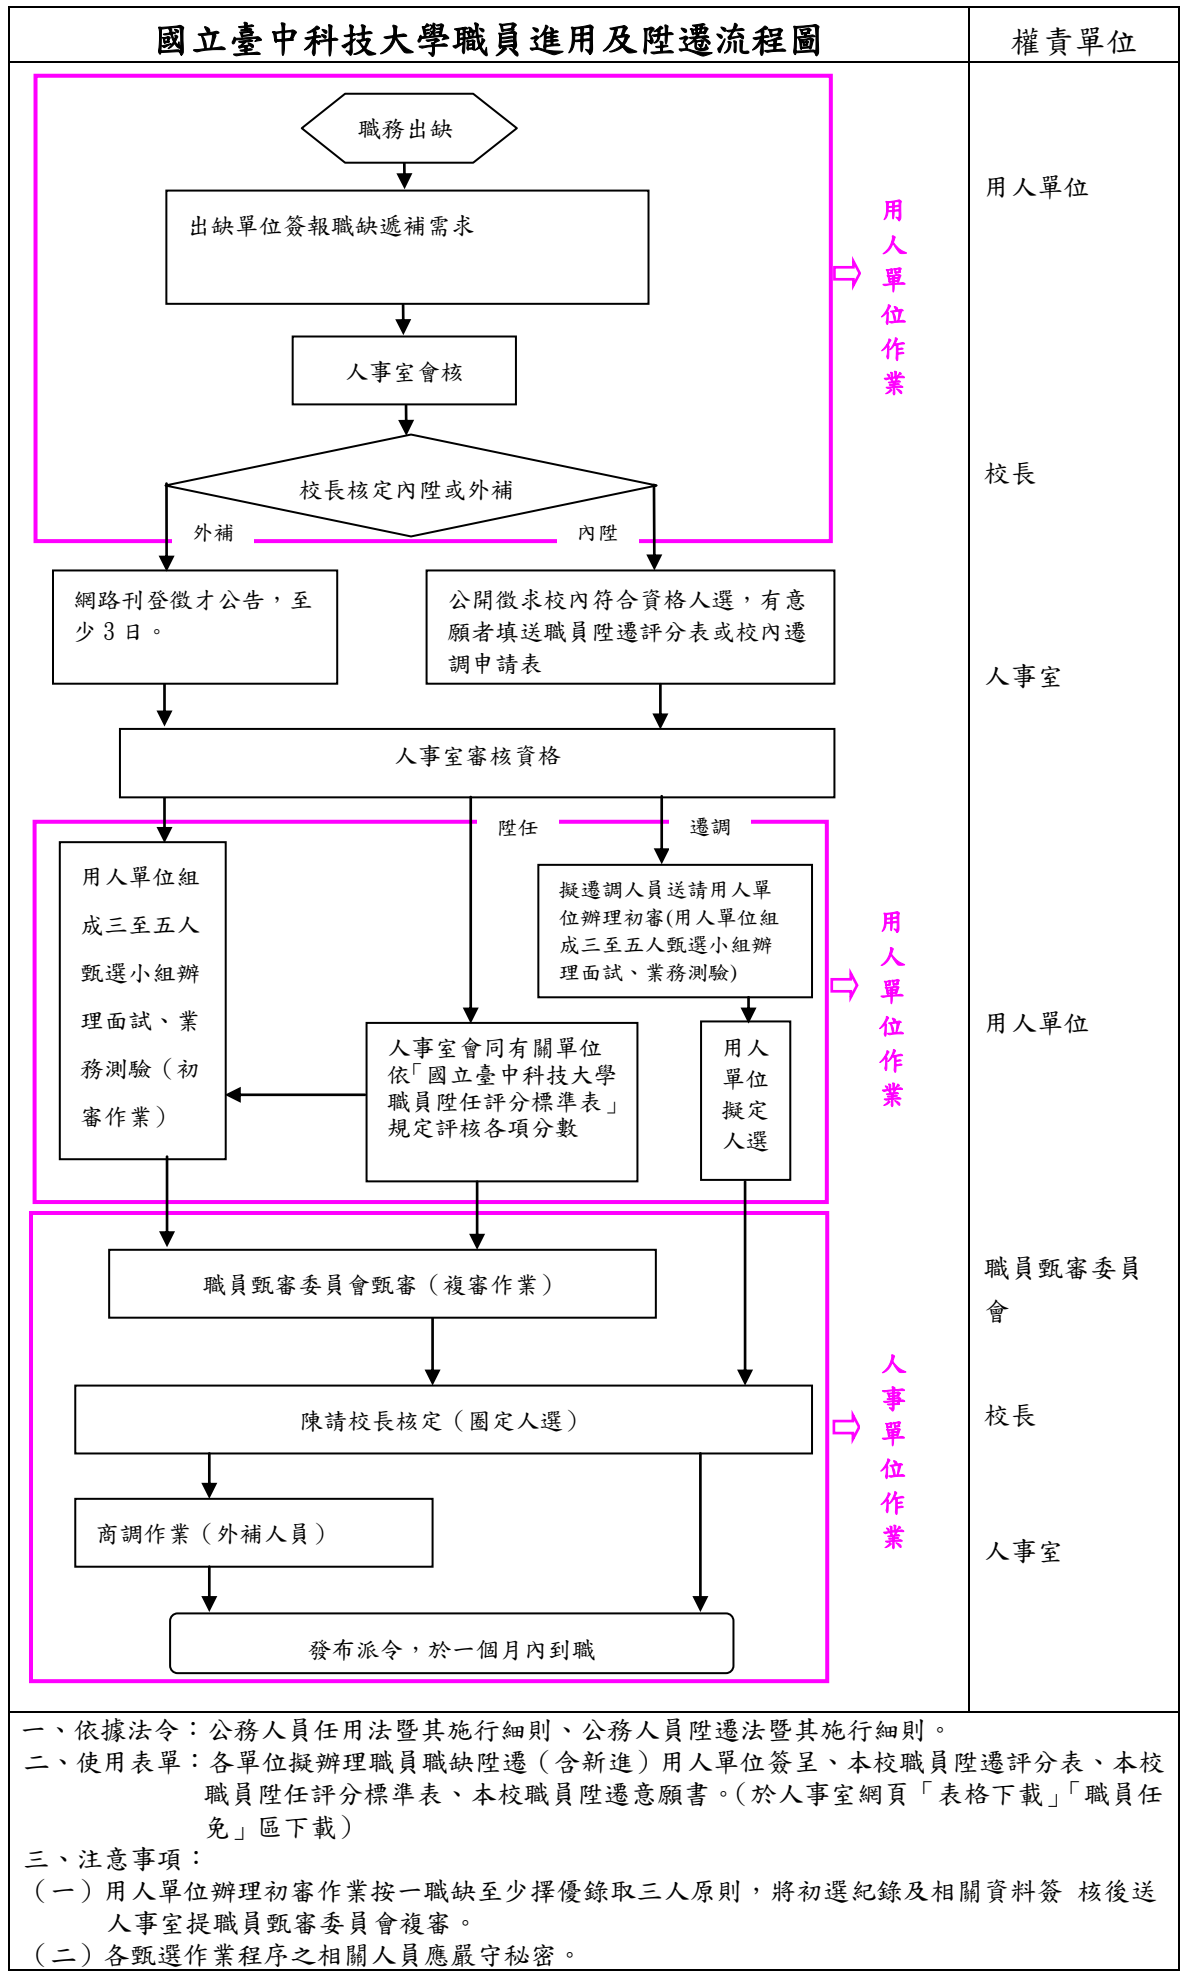 國立臺中科技大學職員進用及陞遷流程圖
權責單位
職務出缺
出缺單位簽報職缺遞補需求
人事室會核
校長核定內陞或外補
外補
內陞
用人單位作業
用人單位
校長
網路刊登徵才公告，至
少3日。
公開徵求校內符合資格人選，有意
願者填送職員陞遷評分表或校內遷
調申請表
人事室
人事室審核資格
陞任
遷調
用人單位組
成三至五人
甄選小組辦
理面試、業
務測驗（初
審作業）
擬遷調人員送請用人單
位辦理初審(用人單位組
成三至五人甄選小組辦
理面試、業務測驗)
人事室會同有關單位
依「國立臺中科技大學
職員陞任評分標準表」
規定評核各項分數
用人
單位
擬定
人選
用人單位作業
用人單位
職員甄審委員會甄審（複審作業）
職員甄審委員
會
陳請校長核定（圈定人選）
校長
商調作業（外補人員）
人事單位作業
人事室
發布派令，於一個月內到職
一、依據法令：公務人員任用法暨其施行細則、公務人員陞遷法暨其施行細則。
二、使用表單：各單位擬辦理職員職缺陞遷（含新進）用人單位簽呈、本校職員陞遷評分表、本校
職員陞任評分標準表、本校職員陞遷意願書。（於人事室網頁「表格下載」「職員任
免」區下載）
三、注意事項：
（一）用人單位辦理初審作業按一職缺至少擇優錄取三人原則，將初選紀錄及相關資料簽 核後送
人事室提職員甄審委員會複審。
（二）各甄選作業程序之相關人員應嚴守秘密。